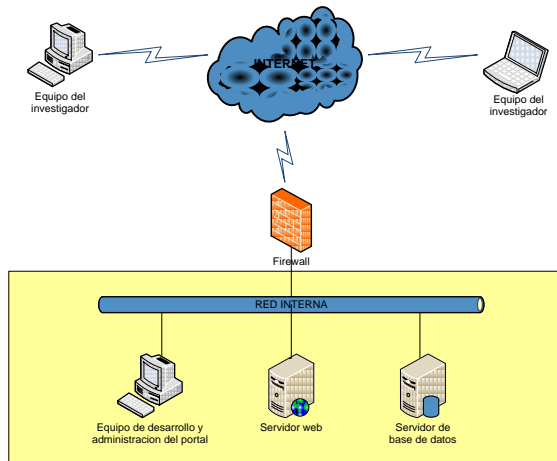 INTERNET
Equipo del
investigador
Equipo del
investigador
Firewall
RED INTERNA
Equipo de desarrollo y
administracion del portal
Servidor web
Servidor de
base de datos